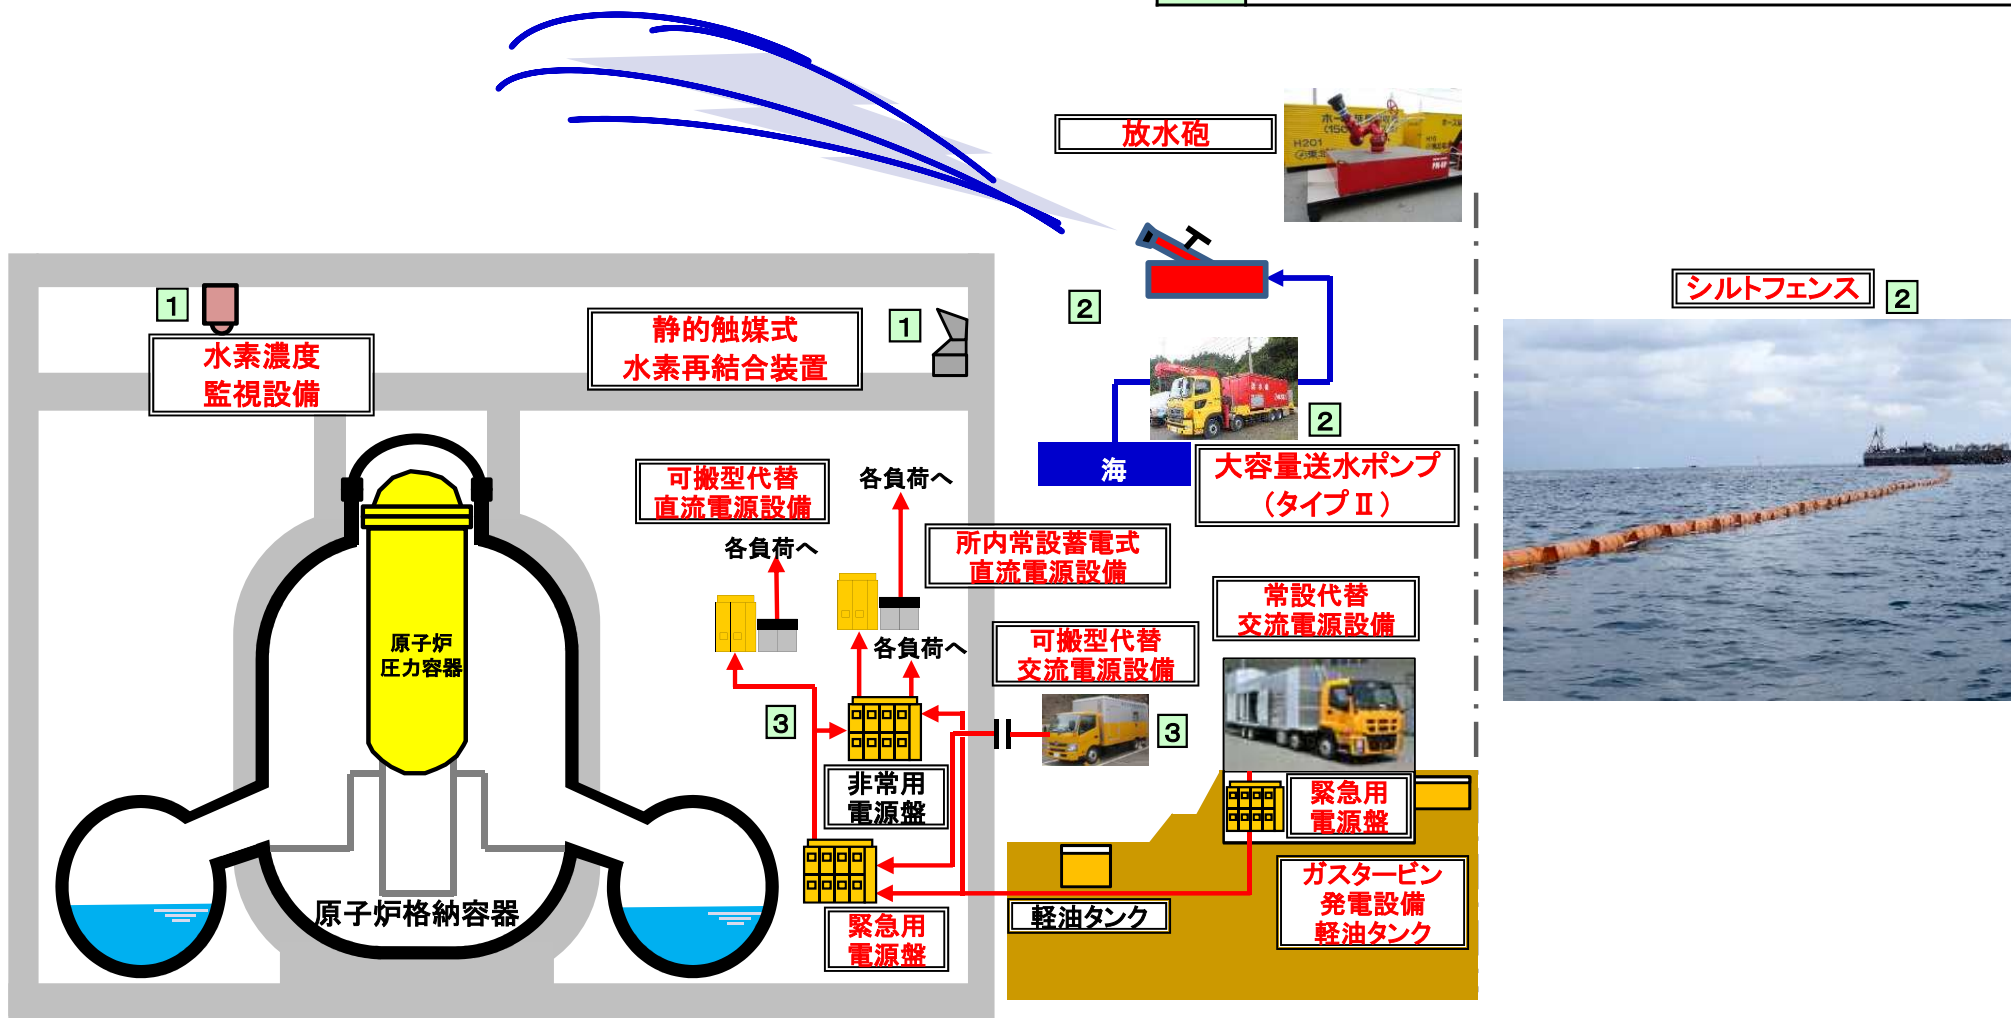 放水砲
H201
シルトフェンス
2
1
水素濃度
監視設備
静的触媒式
水素再結合装置
1
2
2
海
大容量送水ポンプ
(タイプⅡ)
可搬型代替
直流電源設備
各負荷へ
各負荷へ
所内常設蓄電式
直流電源設備
常設代替
交流電源設備
可搬型代替
交流電源設備
各負荷へ
原子炉
圧力容器
3
3
非常用
電源盤
緊急用
電源盤
ガスタービン
発電設備
軽油タンク
軽油タンク
原子炉格納容器
緊急用
電源盤